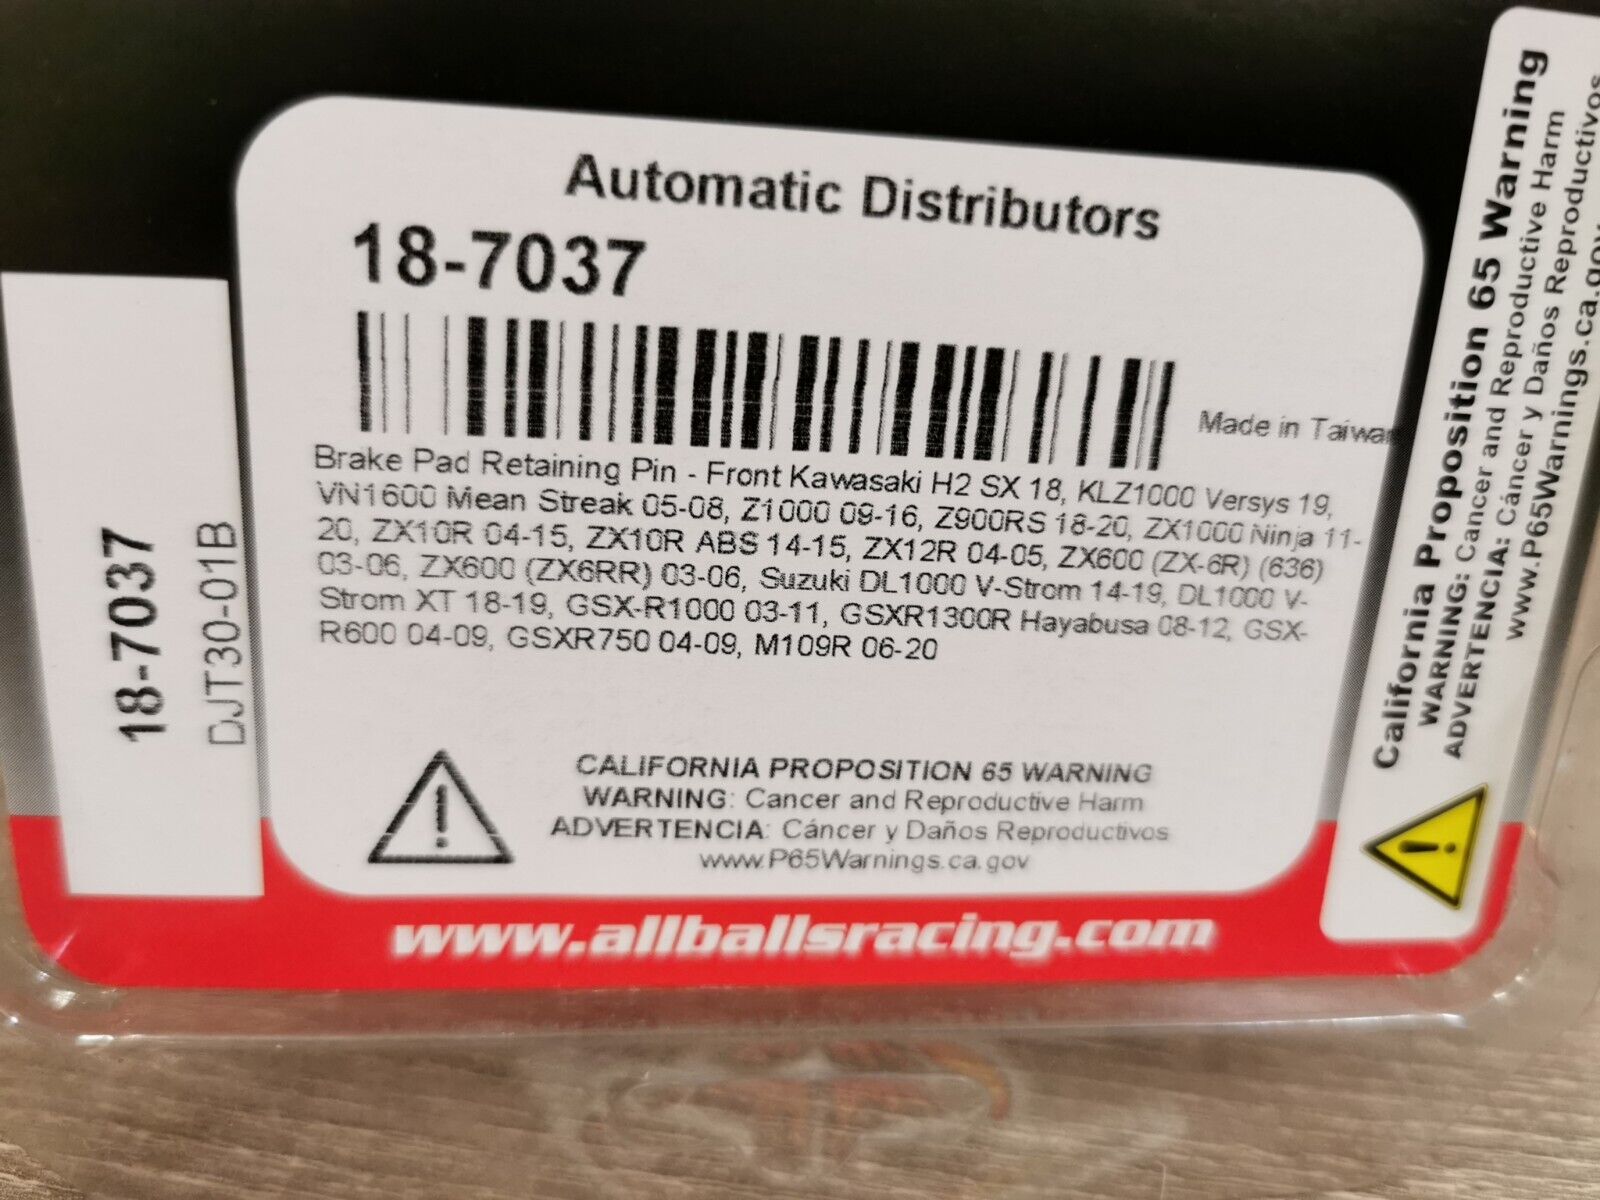 Automatic Distributors
18-7037
Made in Taiwan
Brake Pad Retaining Pin - Front Kawasaki H2 SX 18, KLZ1000 Versys 19,
VN1600 Mean Streak 05-08, Z1000 09-16, Z900RS 18-20, ZX1000 Ninja 11-
20, ZX10R 04-15, ZX10R ABS 14-15, ZX12R 04-05, ZX600 (ZX-6R) (636)
03-06, ZX600 (ZX6RR) 03-06, Suzuki DL1000 V-Strom 14-19, DL1000 V-
Strom XT 18-19, GSX-R1000 03-11, GSXR1300R Hayabusa 08-12, GSX-
R600 04-09, GSXR750 04-09, M109R 06-20
CALIFORNIA PROPOSITION 65 WARNING
WARNING: Cancer and Reproductive Harm
ADVERTENCIA: Cáncer y Daños Reproductivos
www.P65Warnings.ca.gov
www.allballsracing.com
18-7037
DJT30-01B
California Proposition 65 Warning
WARNING: Cancer and Reproductive Harm
ADVERTENCIA: Cáncer y Daños Reproductivos
www.P65Warnings.ca.gov